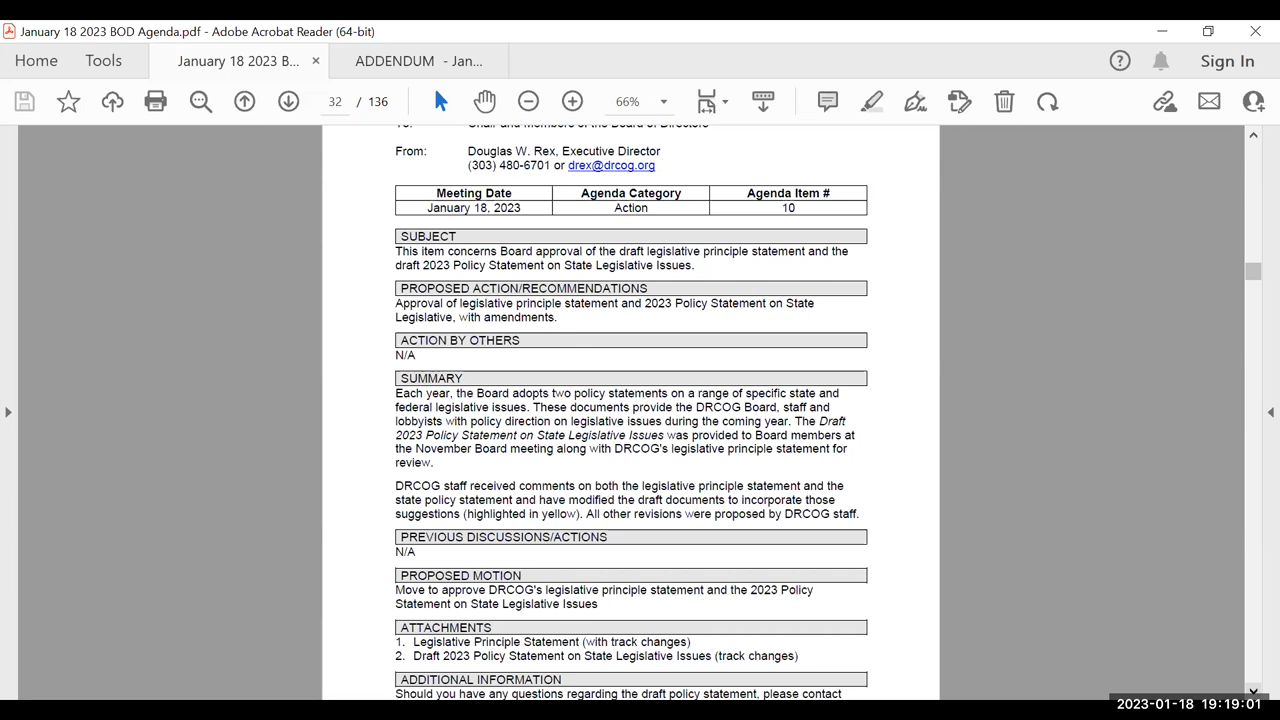 January 18 2023 BOD Agenda.pdf - Adobe Acrobat Reader (64-bit)
Home Tools January 18 2023 B... × ADDENDUM - Jan... Sign In
32 / 136 66%
To: Chair and Members of the Board of Directors
From: Douglas W. Rex, Executive Director
(303) 480-6701 or drex@drcog.org
Meeting Date Agenda Category Agenda Item #
January 18, 2023 Action 10
SUBJECT
This item concerns Board approval of the draft legislative principle statement and the
draft 2023 Policy Statement on State Legislative Issues.
PROPOSED ACTION/RECOMMENDATIONS
Approval of legislative principle statement and 2023 Policy Statement on State
Legislative, with amendments.
ACTION BY OTHERS
N/A
SUMMARY
Each year, the Board adopts two policy statements on a range of specific state and
federal legislative issues. These documents provide the DRCOG Board, staff and
lobbyists with policy direction on legislative issues during the coming year. The Draft
2023 Policy Statement on State Legislative Issues was provided to Board members at
the November Board meeting along with DRCOG's legislative principle statement for
review.
DRCOG staff received comments on both the legislative principle statement and the
state policy statement and have modified the draft documents to incorporate those
suggestions (highlighted in yellow). All other revisions were proposed by DRCOG staff.
PREVIOUS DISCUSSIONS/ACTIONS
N/A
PROPOSED MOTION
Move to approve DRCOG's legislative principle statement and the 2023 Policy
Statement on State Legislative Issues
ATTACHMENTS
1. Legislative Principle Statement (with track changes)
2. Draft 2023 Policy Statement on State Legislative Issues (track changes)
ADDITIONAL INFORMATION
Should you have any questions regarding the draft policy statement, please contact
2023-01-18 19:19:01